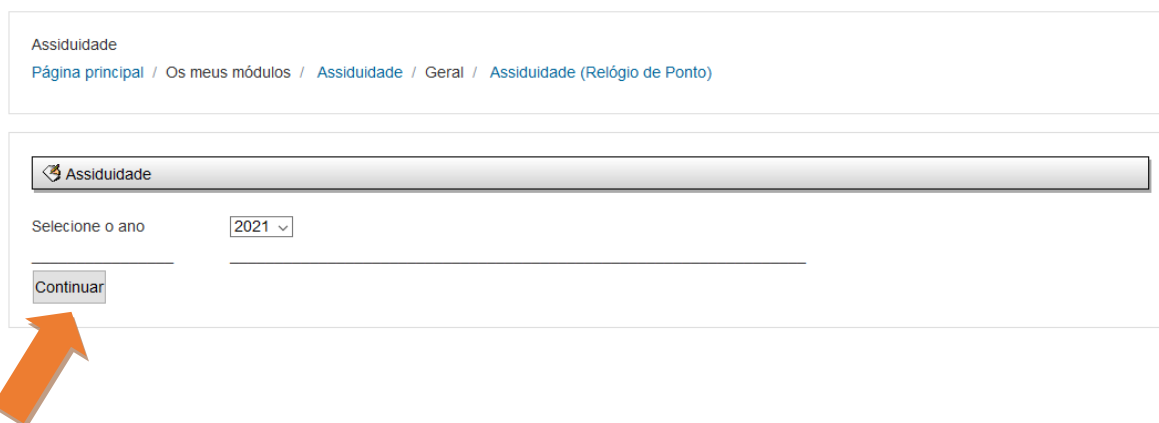 Assiduidade
Página principal / Os meus módulos / Assiduidade / Geral / Assiduidade (Relógio de Ponto)
Assiduidade
Selecione o ano 2021
Continuar